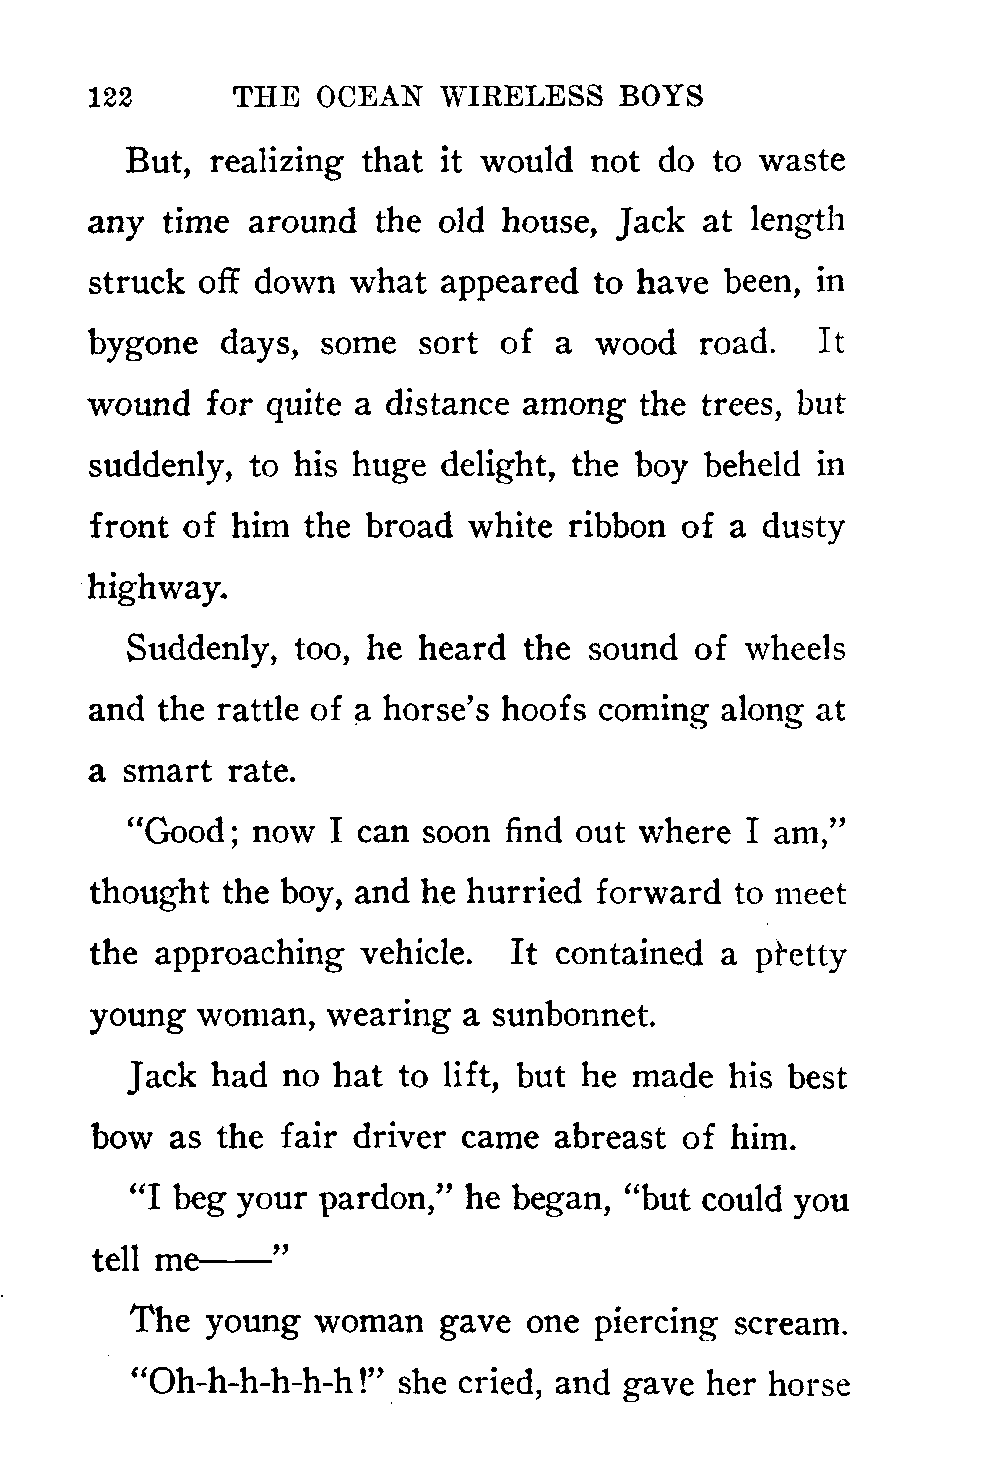 122 THE OCEAN WIRELESS BOYS
But, realizing that it would not do to waste
any time around the old house, Jack at length
struck off down what appeared to have been, in
bygone days, some sort of a wood road. It
wound for quite a distance among the trees, but
suddenly, to his huge delight, the boy beheld in
front of him the broad white ribbon of a dusty
highway.
Suddenly, too, he heard the sound of wheels
and the rattle of a horse's hoofs coming along at
a smart rate.
“Good; now I can soon find out where I am,”
thought the boy, and he hurried forward to meet
the approaching vehicle. It contained a pretty
young woman, wearing a sunbonnet.
Jack had no hat to lift, but he made his best
bow as the fair driver came abreast of him.
“I beg your pardon,” he began, “but could you
tell me——”
The young woman gave one piercing scream.
“Oh-h-h-h-h-h!” she cried, and gave her horse